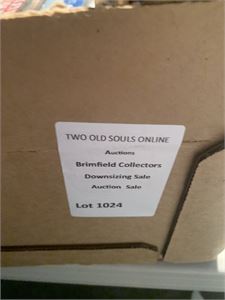 TWO OLD SOULS ONLINE
Auctions
Brimfield Collectors
Downsizing Sale
Auction Sale
Lot 1024